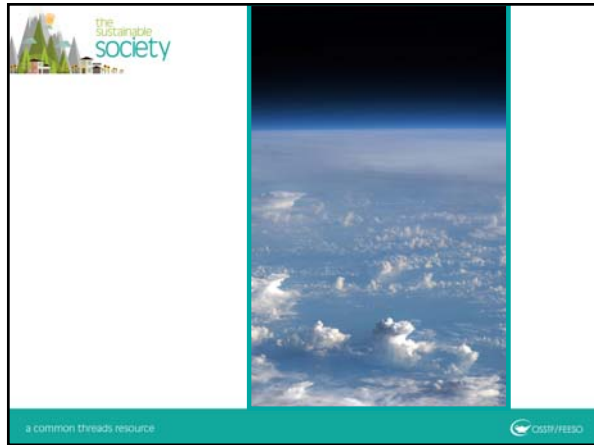 the
sustainable
society
a common threads resource
OSSTF/FEESO